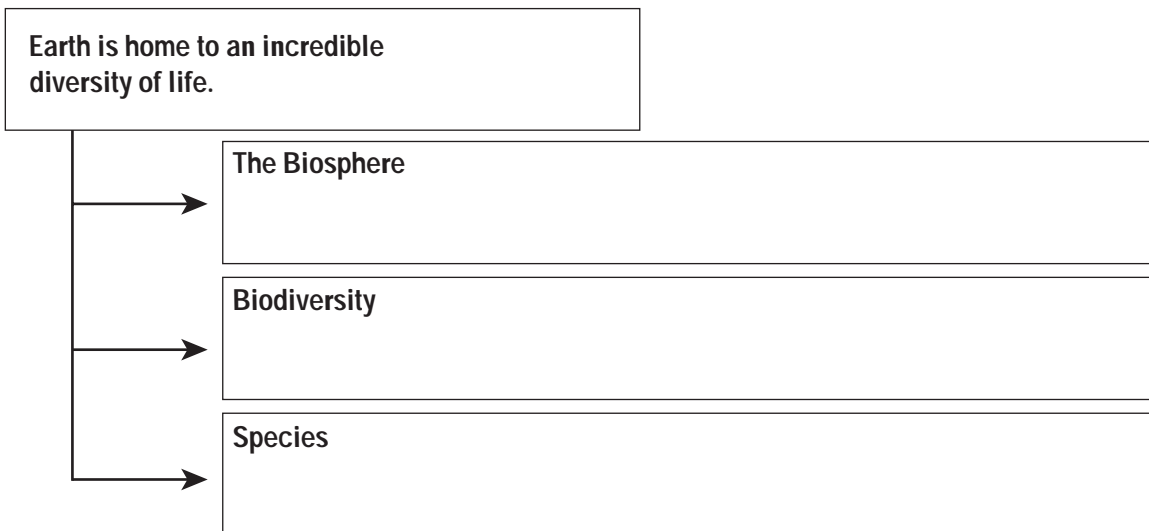 Earth is home to an incredible
diversity of life.
The Biosphere
Biodiversity
Species